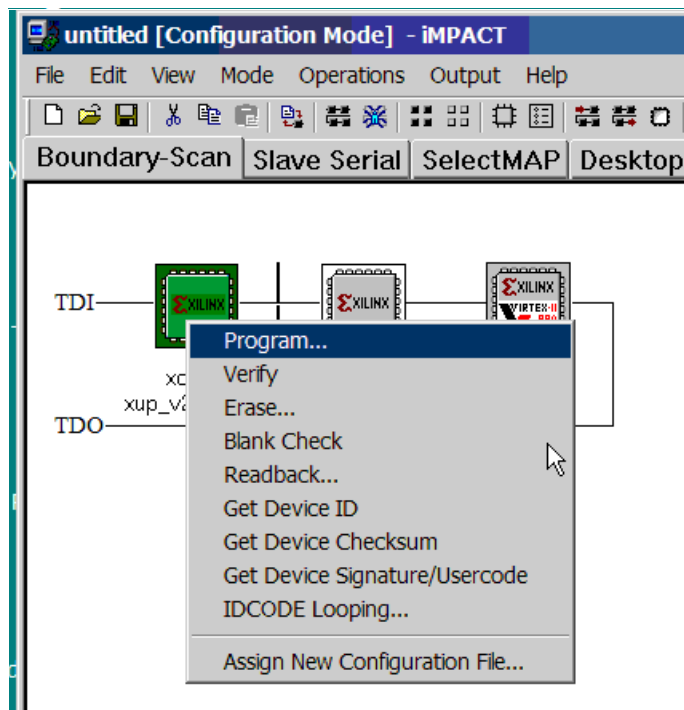 untitled [Configuration Mode] - iMPACT
File Edit View Mode Operations Output Help
Boundary-Scan Slave Serial SelectMAP Desktop
TDI
XILINX
XILINX
XILINX
VIRTEX-II
PRO
TDO
Program...
Verify
Erase...
Blank Check
Readback...
Get Device ID
Get Device Checksum
Get Device Signature/Usercode
IDCODE Looping...
Assign New Configuration File...